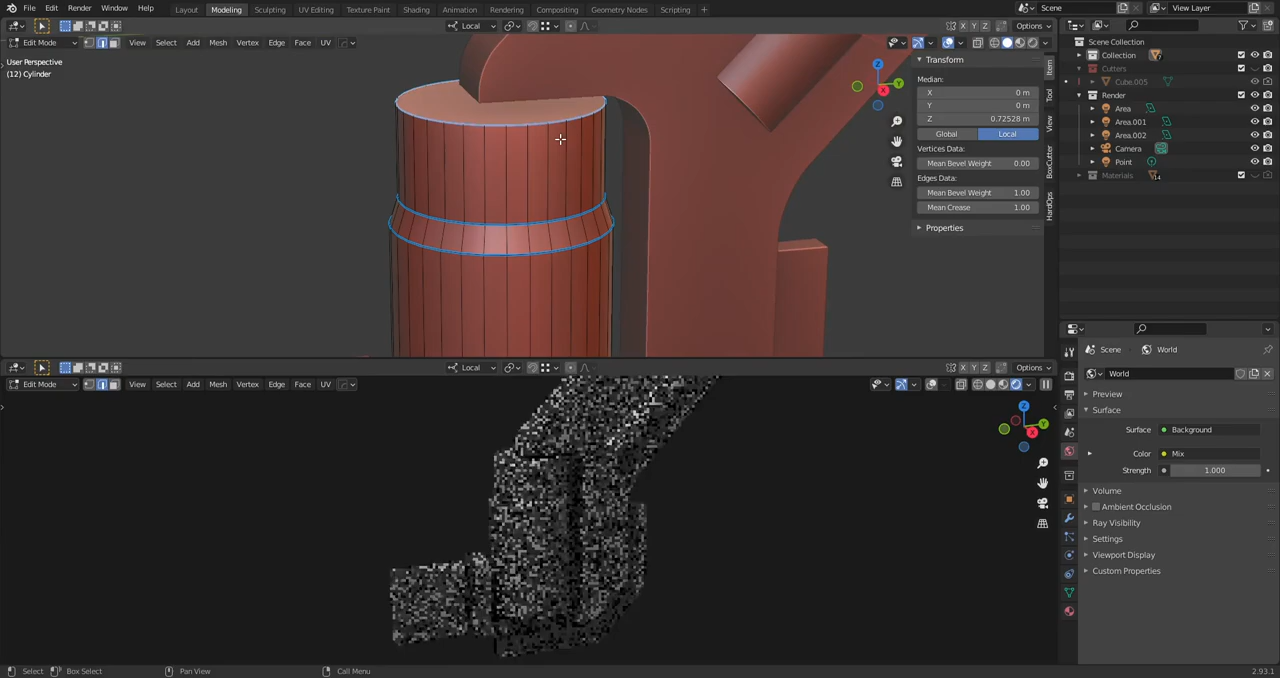 File Edit Render Window Help Layout Modeling Sculpting UV Editing Texture Paint Shading Animation Rendering Compositing Geometry Nodes Scripting + Scene View Layer
Local Options
Edit Mode View Select Add Mesh Vertex Edge Face UV
User Perspective
(12) Cylinder
Transform
Median:
X 0 m
Y 0 m
Z 0.72528 m
Global Local
Vertices Data:
Mean Bevel Weight 0.00
Edges Data:
Mean Bevel Weight 1.00
Mean Crease 1.00
Properties
Item
Tool
View
BoxCutter
HardOps
Z
Y
X
Scene Collection
Collection
Cutters
Cube.005
Render
Area
Area.001
Area.002
Camera
Point
Materials 14
Local Options
Edit Mode View Select Add Mesh Vertex Edge Face UV
Z
Y
X
Scene World
World
Preview
Surface
Surface Background
Color Mix
Strength 1.000
Volume
Ambient Occlusion
Ray Visibility
Settings
Viewport Display
Custom Properties
Select Box Select Pan View Call Menu 2.93.1